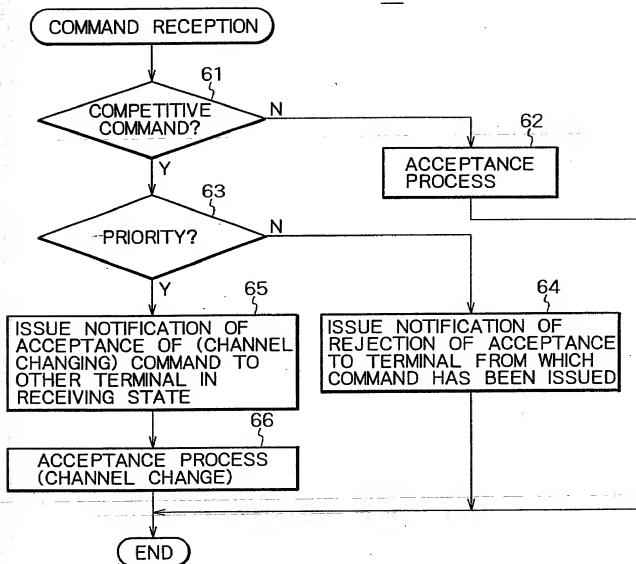 COMMAND RECEPTION
61
COMPETITIVE
COMMAND?
N
Y
62
ACCEPTANCE
PROCESS
63
PRIORITY?
N
Y
65
ISSUE NOTIFICATION OF
ACCEPTANCE OF (CHANNEL
CHANGING) COMMAND TO
OTHER TERMINAL IN
RECEIVING STATE
64
ISSUE NOTIFICATION OF
REJECTION OF ACCEPTANCE
TO TERMINAL FROM WHICH
COMMAND HAS BEEN ISSUED
66
ACCEPTANCE PROCESS
(CHANNEL CHANGE)
END